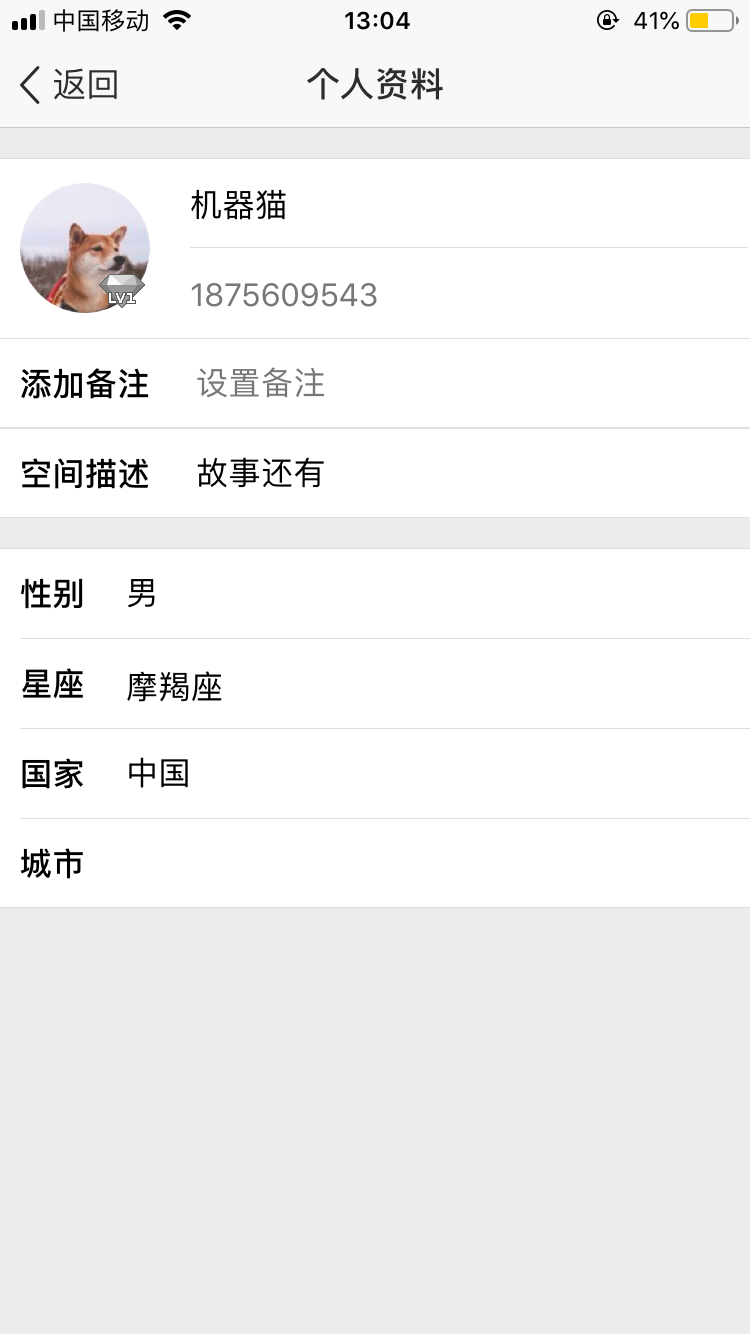 中国移动 13:04 41%
返回 个人资料
机器猫
LV1
1875609543
添加备注 设置备注
空间描述 故事还有
性别 男
星座 摩羯座
国家 中国
城市